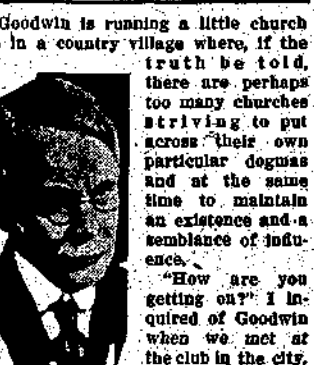 Goodwin is running a little church
in a country village where, if the
truth be told,
there are perhaps
too many churches
striving to put
across their own
particular dogmas
and at the same
time to maintain
an existence and a
semblance of influ-
ence.
"How are you
getting on?" I in-
quired of Goodwin
when we met at
the club in the city.